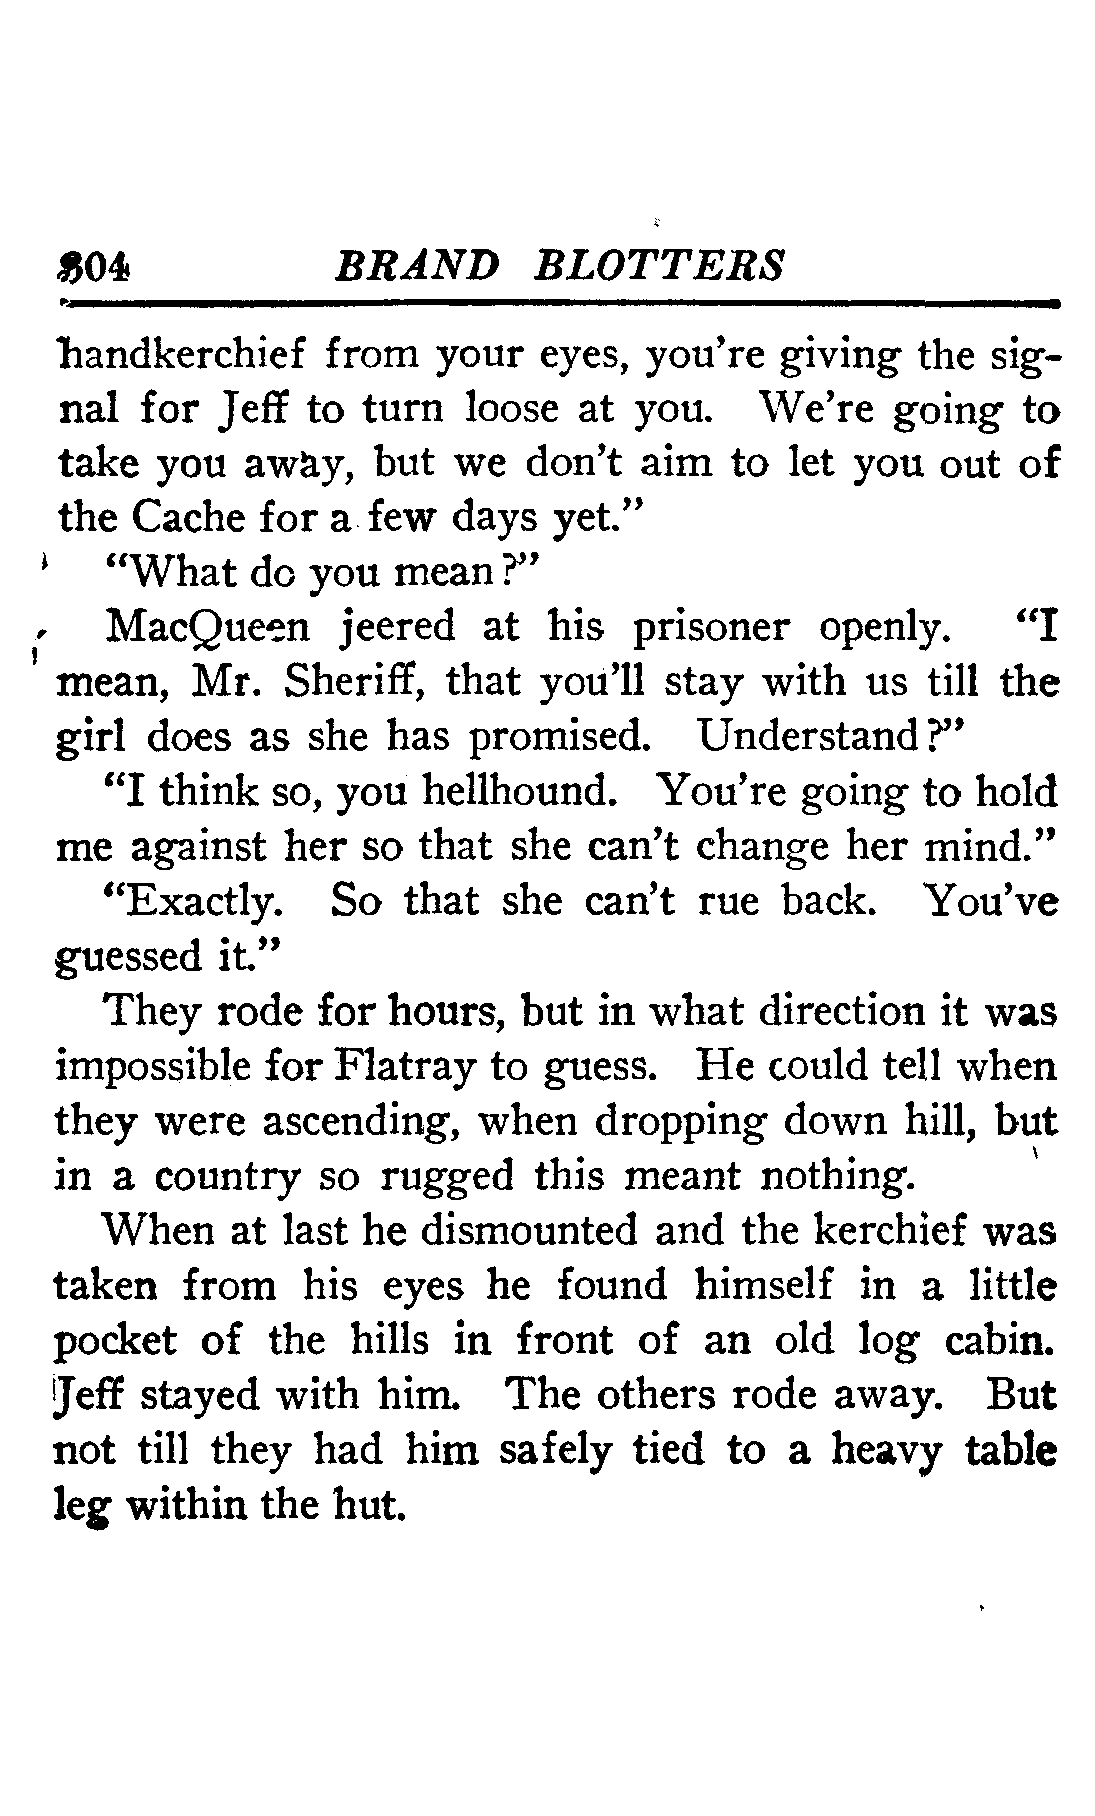 304 BRAND BLOTTERS
handkerchief from your eyes, you're giving the sig-
nal for Jeff to turn loose at you. We're going to
take you away, but we don't aim to let you out of
the Cache for a few days yet."
"What do you mean?"
MacQueen jeered at his prisoner openly. "I
mean, Mr. Sheriff, that you'll stay with us till the
girl does as she has promised. Understand?"
"I think so, you hellhound. You're going to hold
me against her so that she can't change her mind."
"Exactly. So that she can't rue back. You've
guessed it."
They rode for hours, but in what direction it was
impossible for Flatray to guess. He could tell when
they were ascending, when dropping down hill, but
in a country so rugged this meant nothing.
When at last he dismounted and the kerchief was
taken from his eyes he found himself in a little
pocket of the hills in front of an old log cabin.
Jeff stayed with him. The others rode away. But
not till they had him safely tied to a heavy table
leg within the hut.